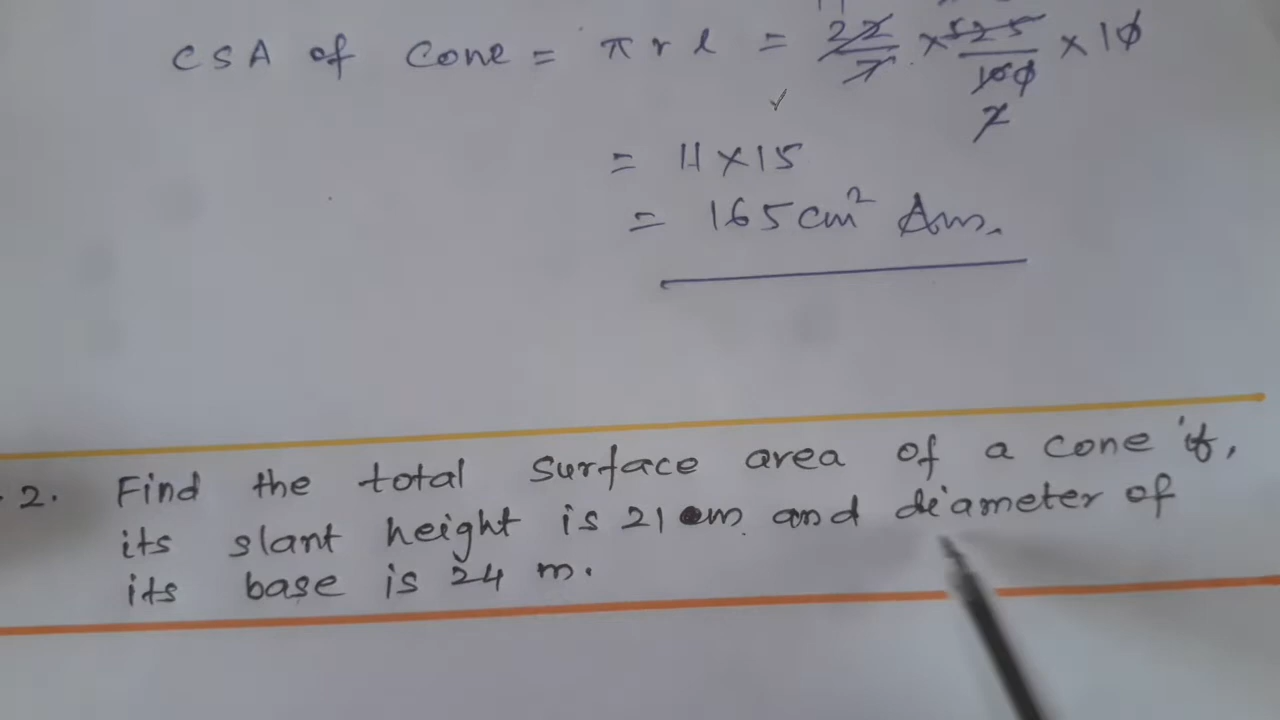 CSA of Cone = π r l = 22/7 × 525/100 × 10
2
= 11 × 15
= 165 cm² Ans.
2. Find the total surface area of a cone if,
its slant height is 21 m and diameter of
its base is 24 m.